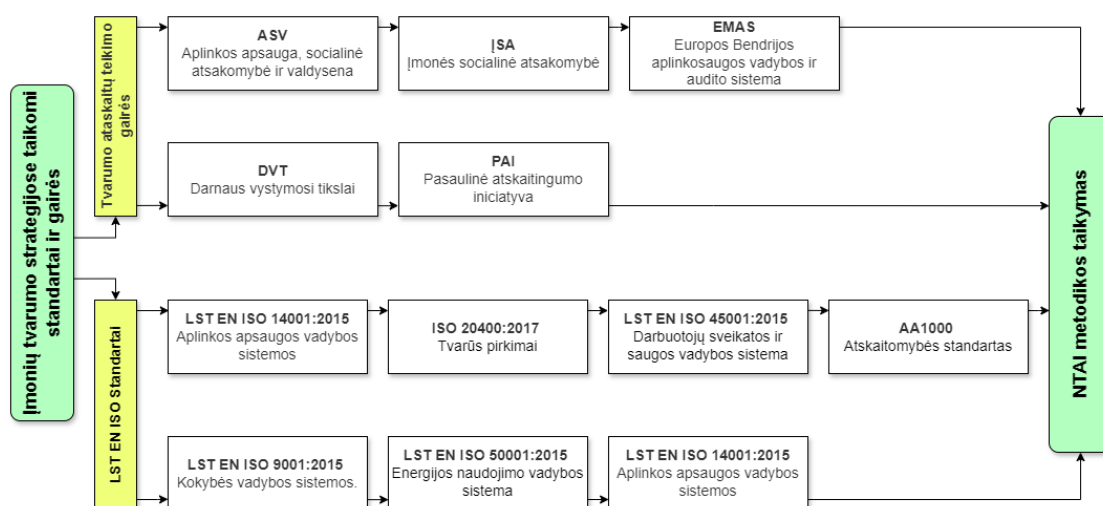 Įmonių tvarumo strategijose taikomi
standartai ir gairės
Tvarumo ataskaitų teikimo
gairės
ASV
Aplinkos apsauga, socialinė
atsakomybė ir valdysena
ĮSA
Įmonės socialinė atsakomybė
EMAS
Europos Bendrijos
aplinkosaugos vadybos ir
audito sistema
DVT
Darnaus vystymosi tikslai
PAI
Pasaulinė atskaitingumo
iniciatyva
LST EN ISO Standartai
LST EN ISO 14001:2015
Aplinkos apsaugos vadybos
sistemos
ISO 20400:2017
Tvarūs pirkimai
LST EN ISO 45001:2015
Darbuotojų sveikatos ir
saugos vadybos sistema
AA1000
Atskaitomybės standartas
LST EN ISO 9001:2015
Kokybės vadybos sistemos.
LST EN ISO 50001:2015
Energijos naudojimo vadybos
sistema
LST EN ISO 14001:2015
Aplinkos apsaugos vadybos
sistemos
NTAI metodikos taikymas